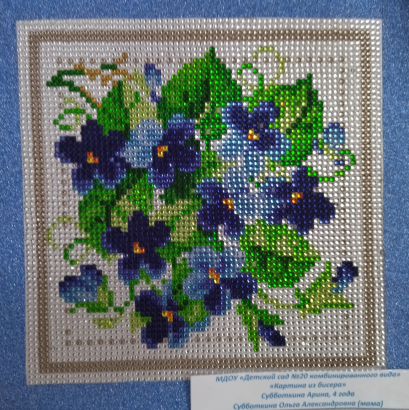 МДОУ «Детский сад №20 комбинированного вида»
«Картина из бисера»
Субботкина Арина, 4 года
Субботкина Ольга Александровна (мама)